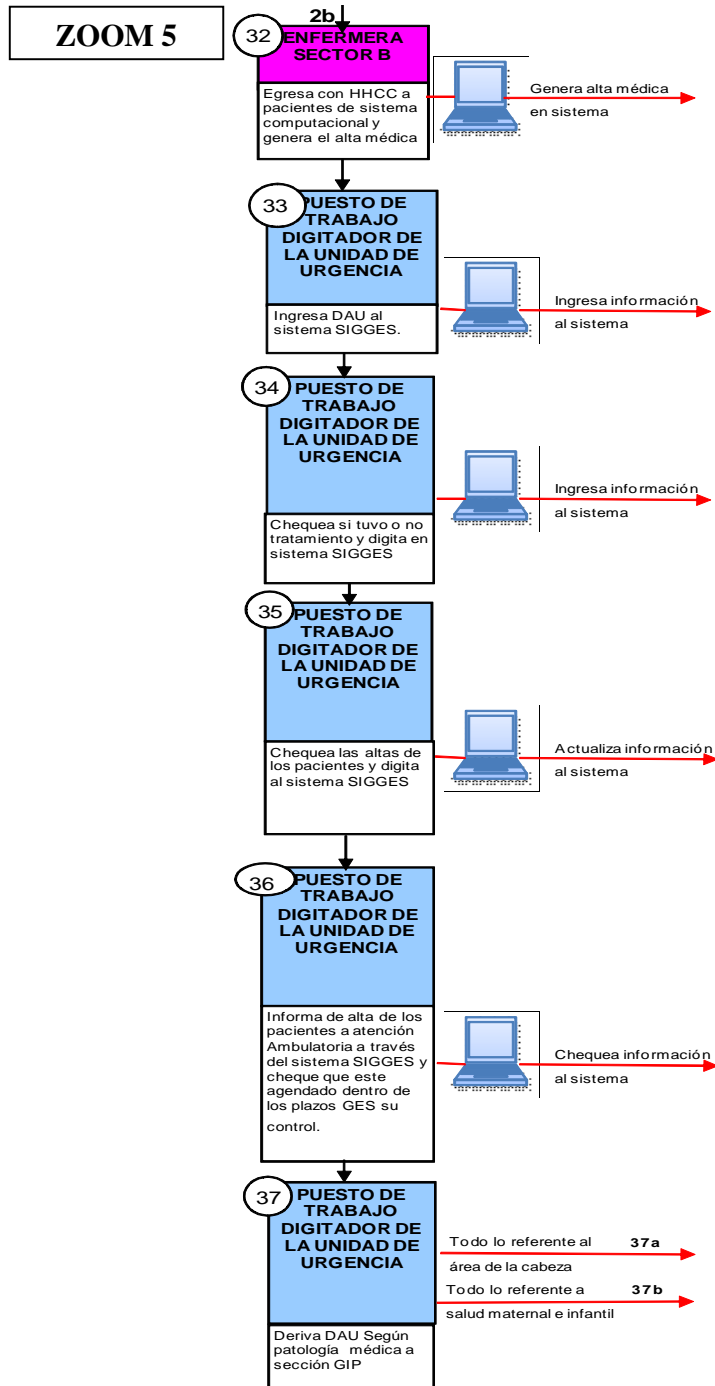 ZOOM 5
2b
32
ENFERMERA
SECTOR B
Egresa con HHCC a
pacientes de sistema
computacional y
genera el alta médica
Genera alta médica
en sistema
33
PUESTO DE
TRABAJO
DIGITADOR DE
LA UNIDAD DE
URGENCIA
Ingresa DAU al
sistema SIGGES.
Ingresa información
al sistema
34
PUESTO DE
TRABAJO
DIGITADOR DE
LA UNIDAD DE
URGENCIA
Chequea si tuvo o no
tratamiento y digita en
sistema SIGGES
Ingresa información
al sistema
35
PUESTO DE
TRABAJO
DIGITADOR DE
LA UNIDAD DE
URGENCIA
Chequea las altas de
los pacientes y digita
al sistema SIGGES
Actualiza información
al sistema
36
PUESTO DE
TRABAJO
DIGITADOR DE
LA UNIDAD DE
URGENCIA
Informa de alta de los
pacientes a atención
Ambulatoria a través
del sistema SIGGES y
cheque que este
agendado dentro de
los plazos GES su
control.
Chequea información
al sistema
37
PUESTO DE
TRABAJO
DIGITADOR DE
LA UNIDAD DE
URGENCIA
Deriva DAU Según
patología médica a
sección GIP
Todo lo referente al 37a
área de la cabeza
Todo lo referente a 37b
salud maternal e infantil